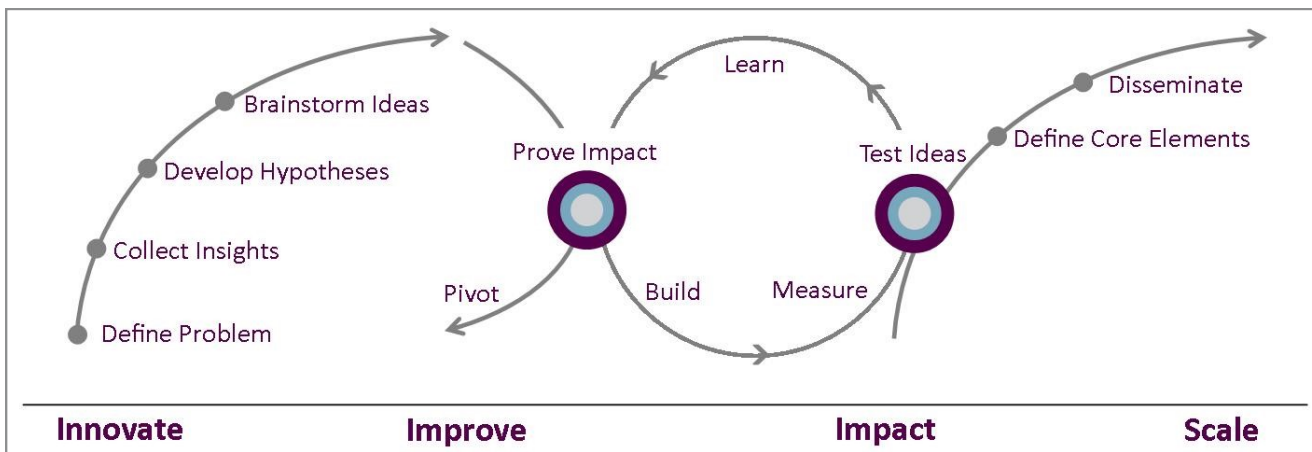 Brainstorm Ideas
Develop Hypotheses
Collect Insights
Define Problem
Learn
Prove Impact
Test Ideas
Pivot
Build
Measure
Disseminate
Define Core Elements
Innovate
Improve
Impact
Scale